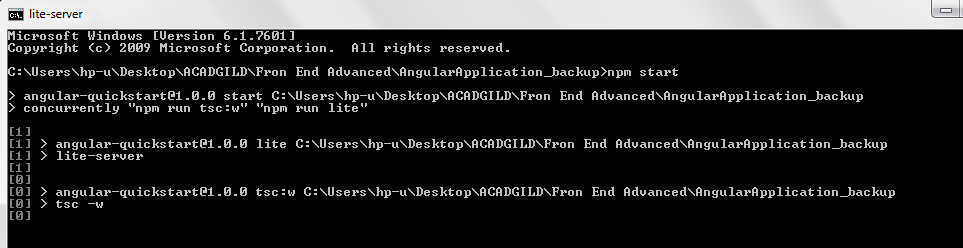 lite-server
Microsoft Windows [Version 6.1.7601]
Copyright (c) 2009 Microsoft Corporation.  All rights reserved.
C:\Users\hp-u\Desktop\ACADGILD\Fron End Advanced\AngularApplication_backup>npm start
> angular-quickstart@1.0.0 start C:\Users\hp-u\Desktop\ACADGILD\Fron End Advanced\AngularApplication_backup
> concurrently "npm run tsc:w" "npm run lite"
[1]
[1] > angular-quickstart@1.0.0 lite C:\Users\hp-u\Desktop\ACADGILD\Fron End Advanced\AngularApplication_backup
[1] > lite-server
[1]
[0]
[0] > angular-quickstart@1.0.0 tsc:w C:\Users\hp-u\Desktop\ACADGILD\Fron End Advanced\AngularApplication_backup
[0] > tsc -w
[0]